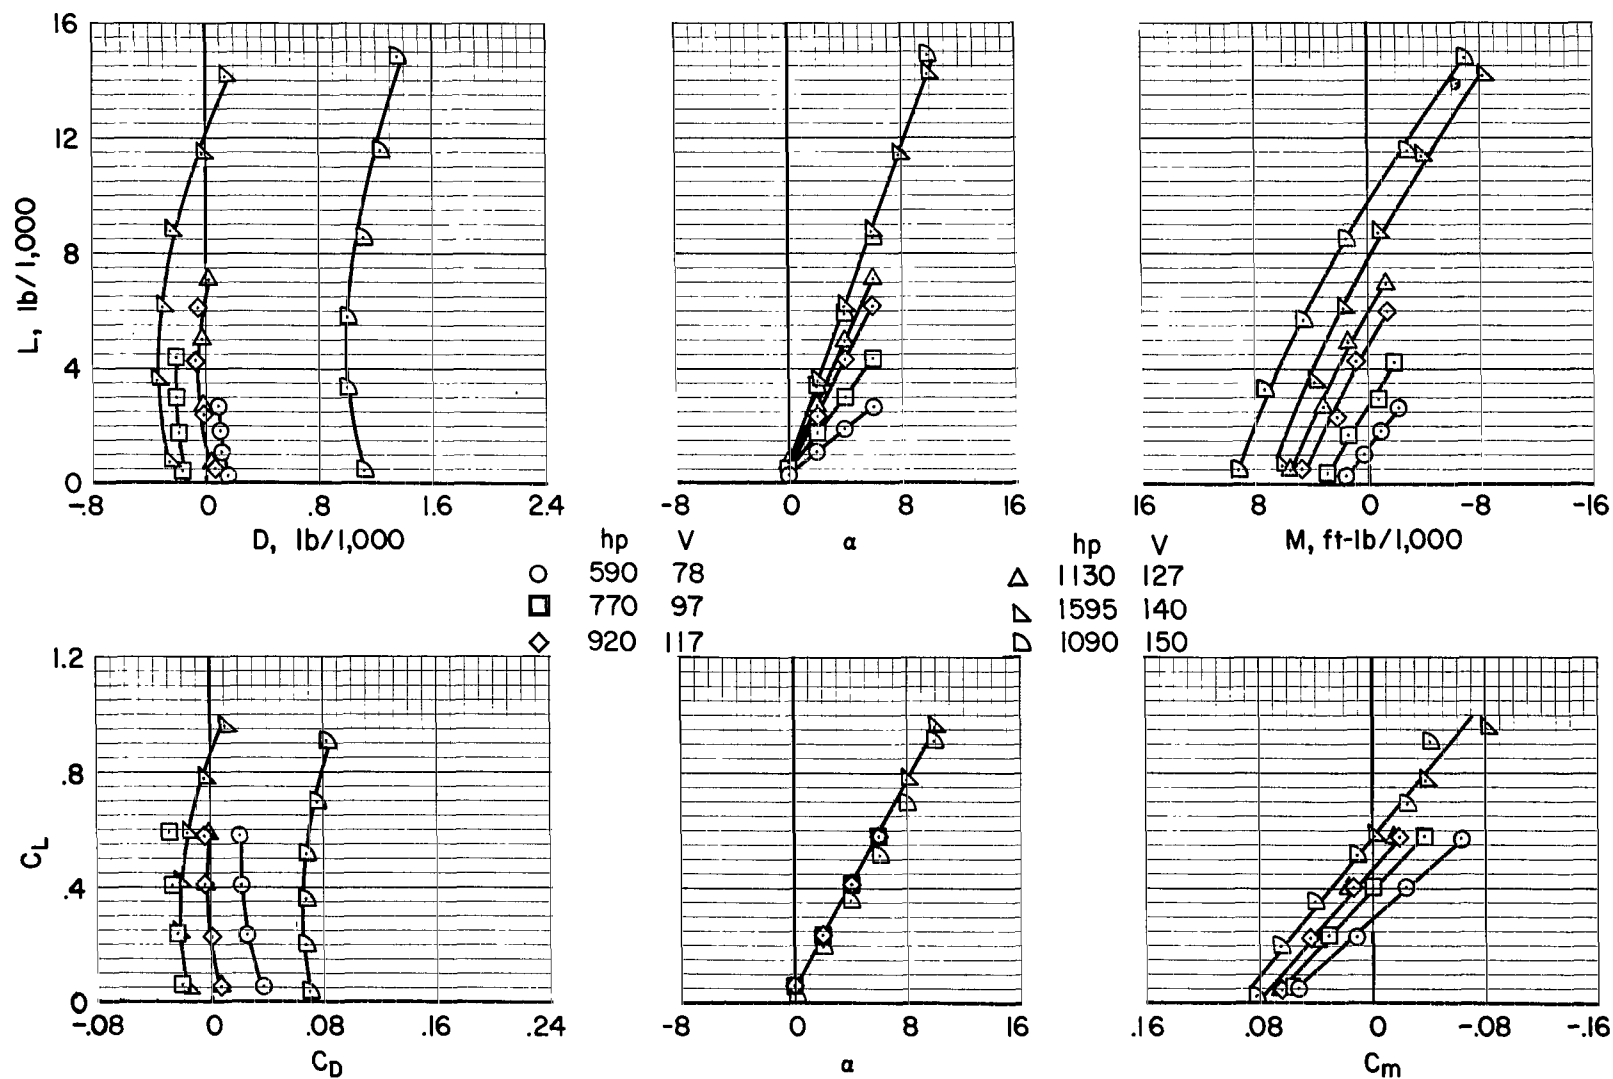 16
12
8
4
0
L, lb/1,000
-.8 0 .8 1.6 2.4
D, lb/1,000
-8 0 8 16
α
16 8 0 -8 -16
M, ft-lb/1,000
hp V
590 78
770 97
920 117
hp V
1130 127
1595 140
1090 150
1.2
.8
.4
0
CL
-.08 0 .08 .16 .24
CD
-8 0 8 16
α
.16 .08 0 -.08 -.16
Cm